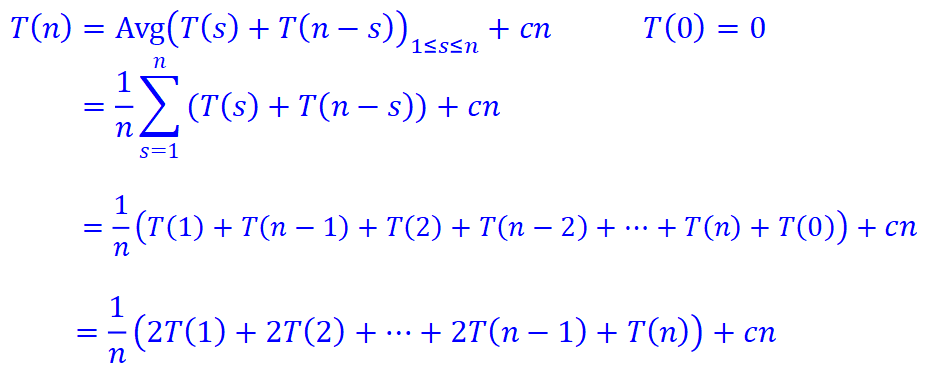 T(n) = Avg(T(s) + T(n − s))₁≤s≤n + cn T(0) = 0
= 1/n ∑ₛ₌₁ⁿ (T(s) + T(n − s)) + cn
= 1/n (T(1) + T(n − 1) + T(2) + T(n − 2) + ⋯ + T(n) + T(0)) + cn
= 1/n (2T(1) + 2T(2) + ⋯ + 2T(n − 1) + T(n)) + cn